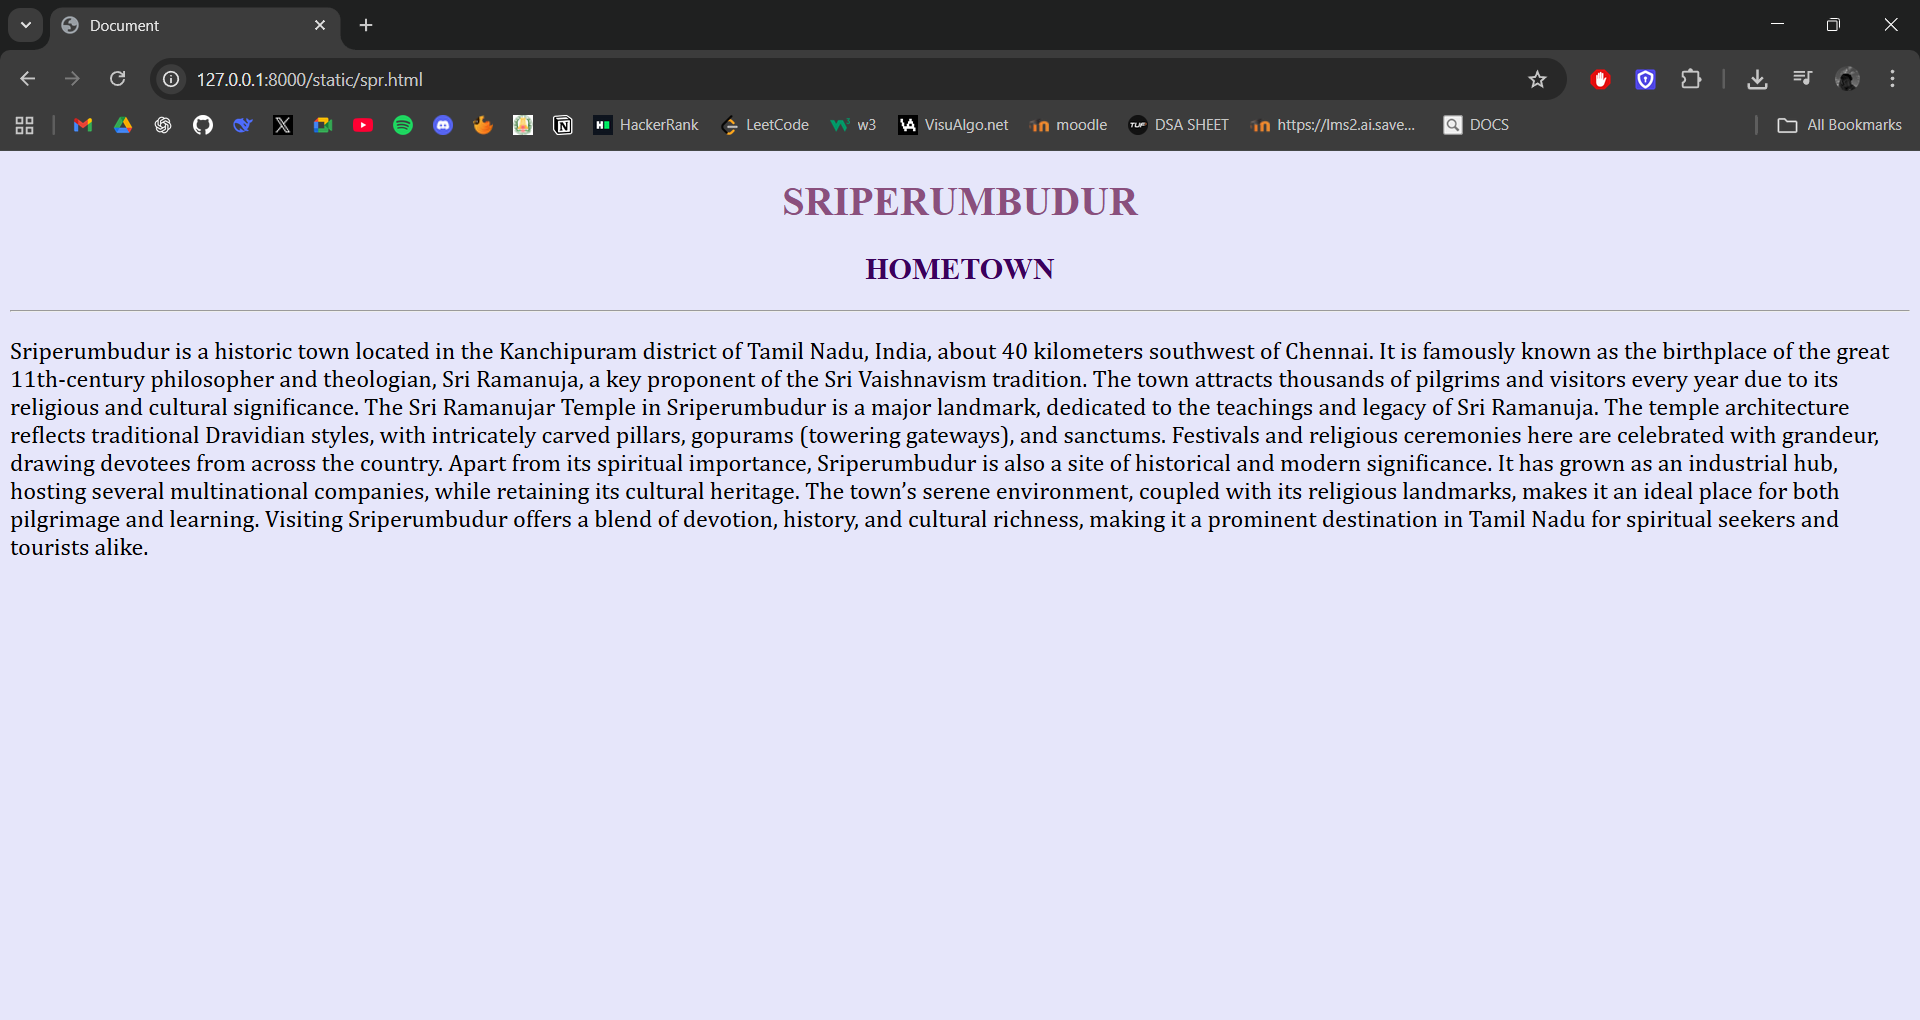 Document
127.0.0.1:8000/static/spr.html
HackerRank LeetCode w3 VisuAlgo.net moodle DSA SHEET https://lms2.ai.save... DOCS All Bookmarks
SRIPERUMBUDUR
HOMETOWN
Sriperumbudur is a historic town located in the Kanchipuram district of Tamil Nadu, India, about 40 kilometers southwest of Chennai. It is famously known as the birthplace of the great
11th-century philosopher and theologian, Sri Ramanuja, a key proponent of the Sri Vaishnavism tradition. The town attracts thousands of pilgrims and visitors every year due to its
religious and cultural significance. The Sri Ramanujar Temple in Sriperumbudur is a major landmark, dedicated to the teachings and legacy of Sri Ramanuja. The temple architecture
reflects traditional Dravidian styles, with intricately carved pillars, gopurams (towering gateways), and sanctums. Festivals and religious ceremonies here are celebrated with grandeur,
drawing devotees from across the country. Apart from its spiritual importance, Sriperumbudur is also a site of historical and modern significance. It has grown as an industrial hub,
hosting several multinational companies, while retaining its cultural heritage. The town’s serene environment, coupled with its religious landmarks, makes it an ideal place for both
pilgrimage and learning. Visiting Sriperumbudur offers a blend of devotion, history, and cultural richness, making it a prominent destination in Tamil Nadu for spiritual seekers and
tourists alike.